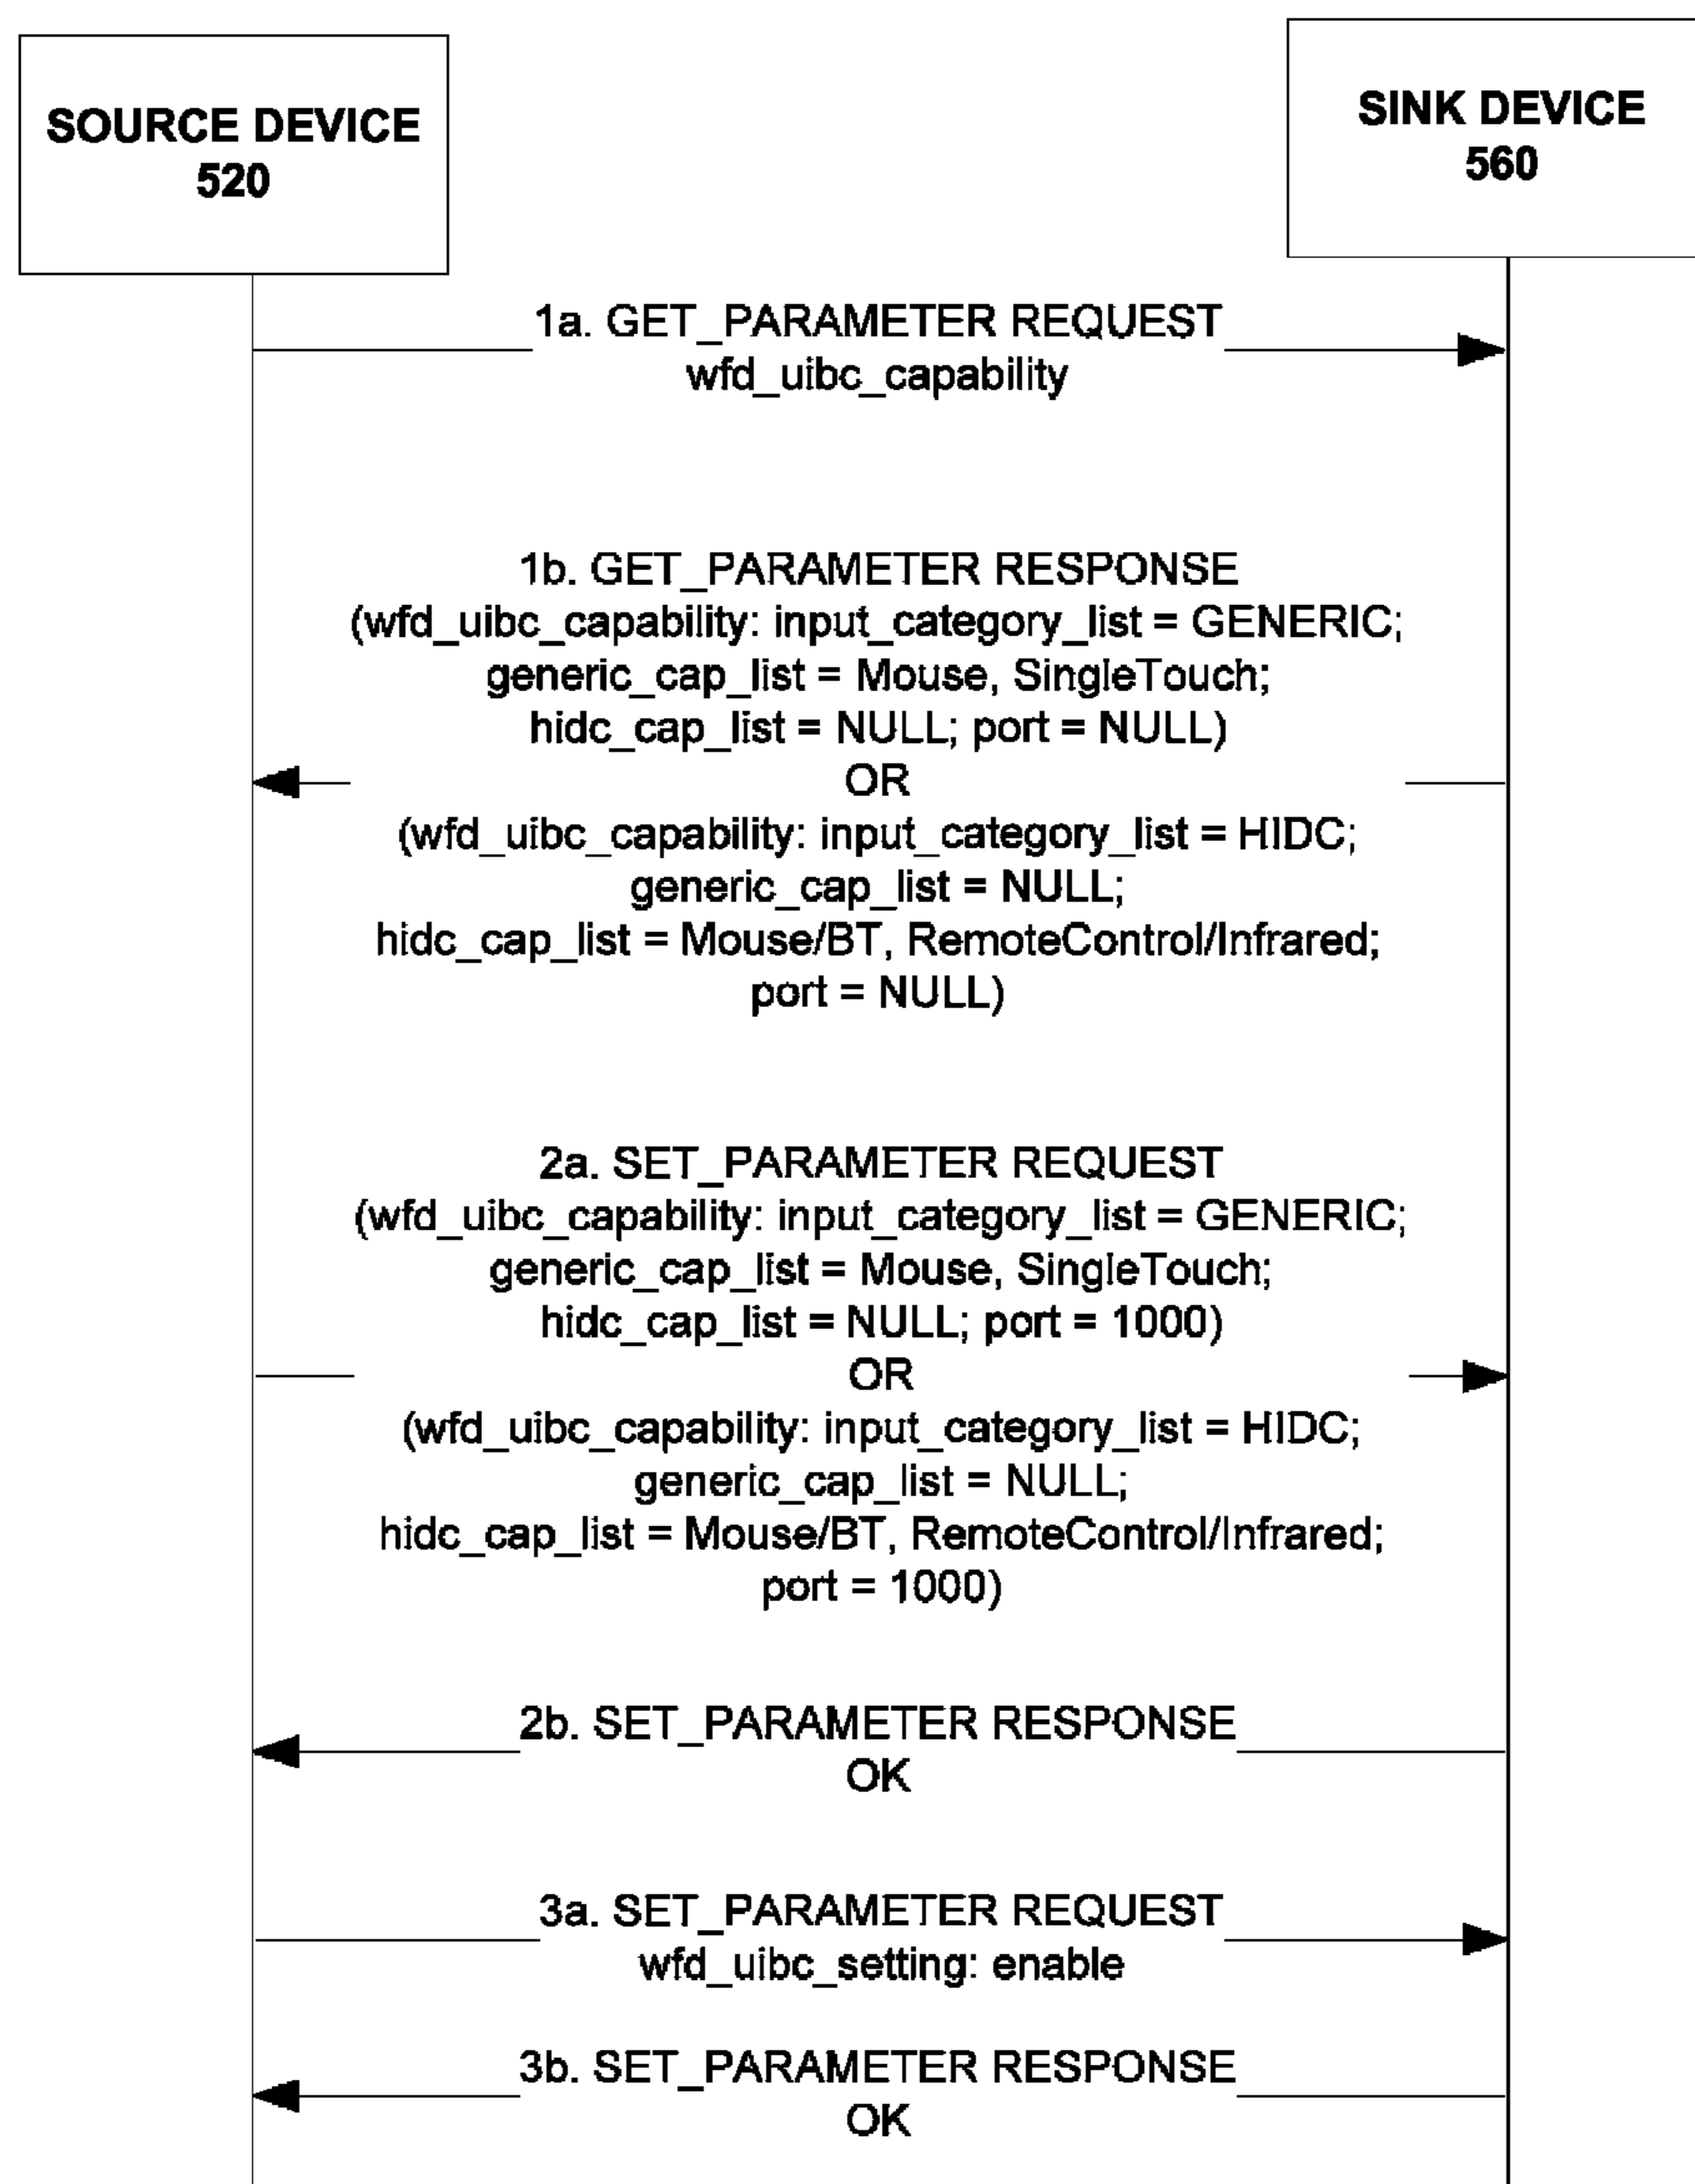 SOURCE DEVICE
520
SINK DEVICE
560
1a. GET_PARAMETER REQUEST
wfd_uibc_capability
1b. GET_PARAMETER RESPONSE
(wfd_uibc_capability: input_category_list = GENERIC;
generic_cap_list = Mouse, SingleTouch;
hidc_cap_list = NULL; port = NULL)
OR
(wfd_uibc_capability: input_category_list = HIDC;
generic_cap_list = NULL;
hidc_cap_list = Mouse/BT, RemoteControl/Infrared;
port = NULL)
2a. SET_PARAMETER REQUEST
(wfd_uibc_capability: input_category_list = GENERIC;
generic_cap_list = Mouse, SingleTouch;
hidc_cap_list = NULL; port = 1000)
OR
(wfd_uibc_capability: input_category_list = HIDC;
generic_cap_list = NULL;
hidc_cap_list = Mouse/BT, RemoteControl/Infrared;
port = 1000)
2b. SET_PARAMETER RESPONSE
OK
3a. SET_PARAMETER REQUEST
wfd_uibc_setting: enable
3b. SET_PARAMETER RESPONSE
OK